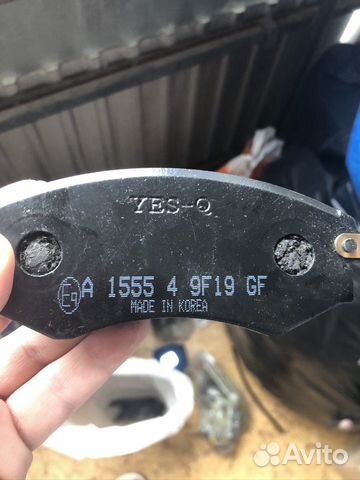 YES-Q
E9 A 1555 4 9F19 GF
MADE IN KOREA
Avito